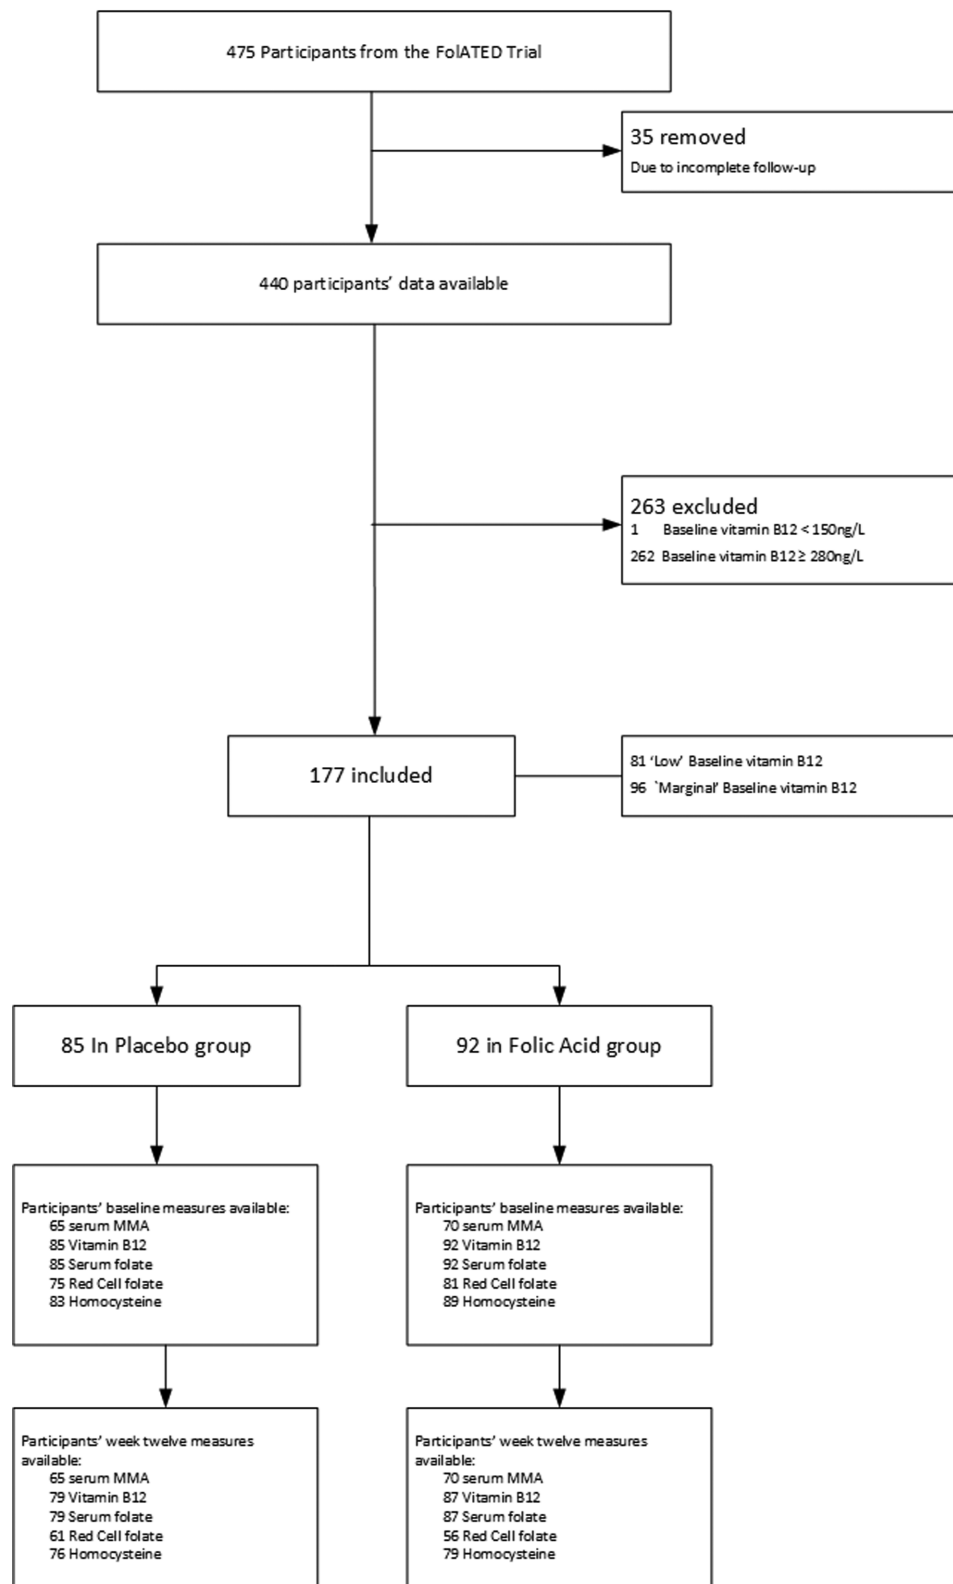 475 Participants from the FolATED Trial
35 removed
Due to incomplete follow-up
440 participants’ data available
263 excluded
1 Baseline vitamin B12 < 150ng/L
262 Baseline vitamin B12 ≥ 280ng/L
177 included
81 ‘Low’ Baseline vitamin B12
96 `Marginal’ Baseline vitamin B12
85 In Placebo group
92 in Folic Acid group
Participants’ baseline measures available:
65 serum MMA
85 Vitamin B12
85 Serum folate
75 Red Cell folate
83 Homocysteine
Participants’ baseline measures available:
70 serum MMA
92 Vitamin B12
92 Serum folate
81 Red Cell folate
89 Homocysteine
Participants’ week twelve measures
available:
65 serum MMA
79 Vitamin B12
79 Serum folate
61 Red Cell folate
76 Homocysteine
Participants’ week twelve measures
available:
70 serum MMA
87 Vitamin B12
87 Serum folate
56 Red Cell folate
79 Homocysteine